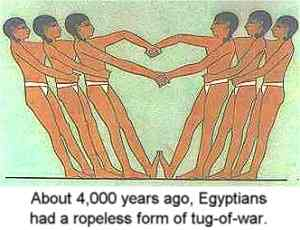 About 4,000 years ago, Egyptians
had a ropeless form of tug-of-war.